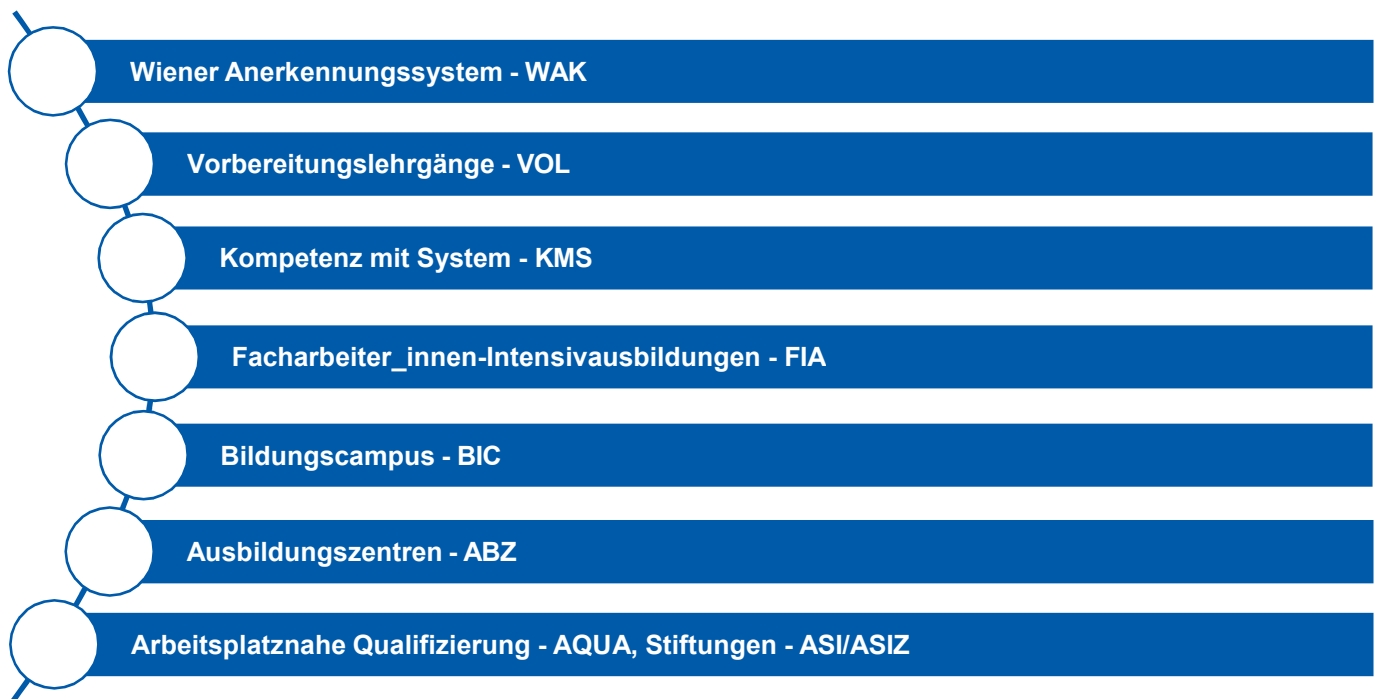 Wiener Anerkennungssystem - WAK
Vorbereitungslehrgänge - VOL
Kompetenz mit System - KMS
Facharbeiter_innen-Intensivausbildungen - FIA
Bildungscampus - BIC
Ausbildungszentren - ABZ
Arbeitsplatznahe Qualifizierung - AQUA, Stiftungen - ASI/ASIZ